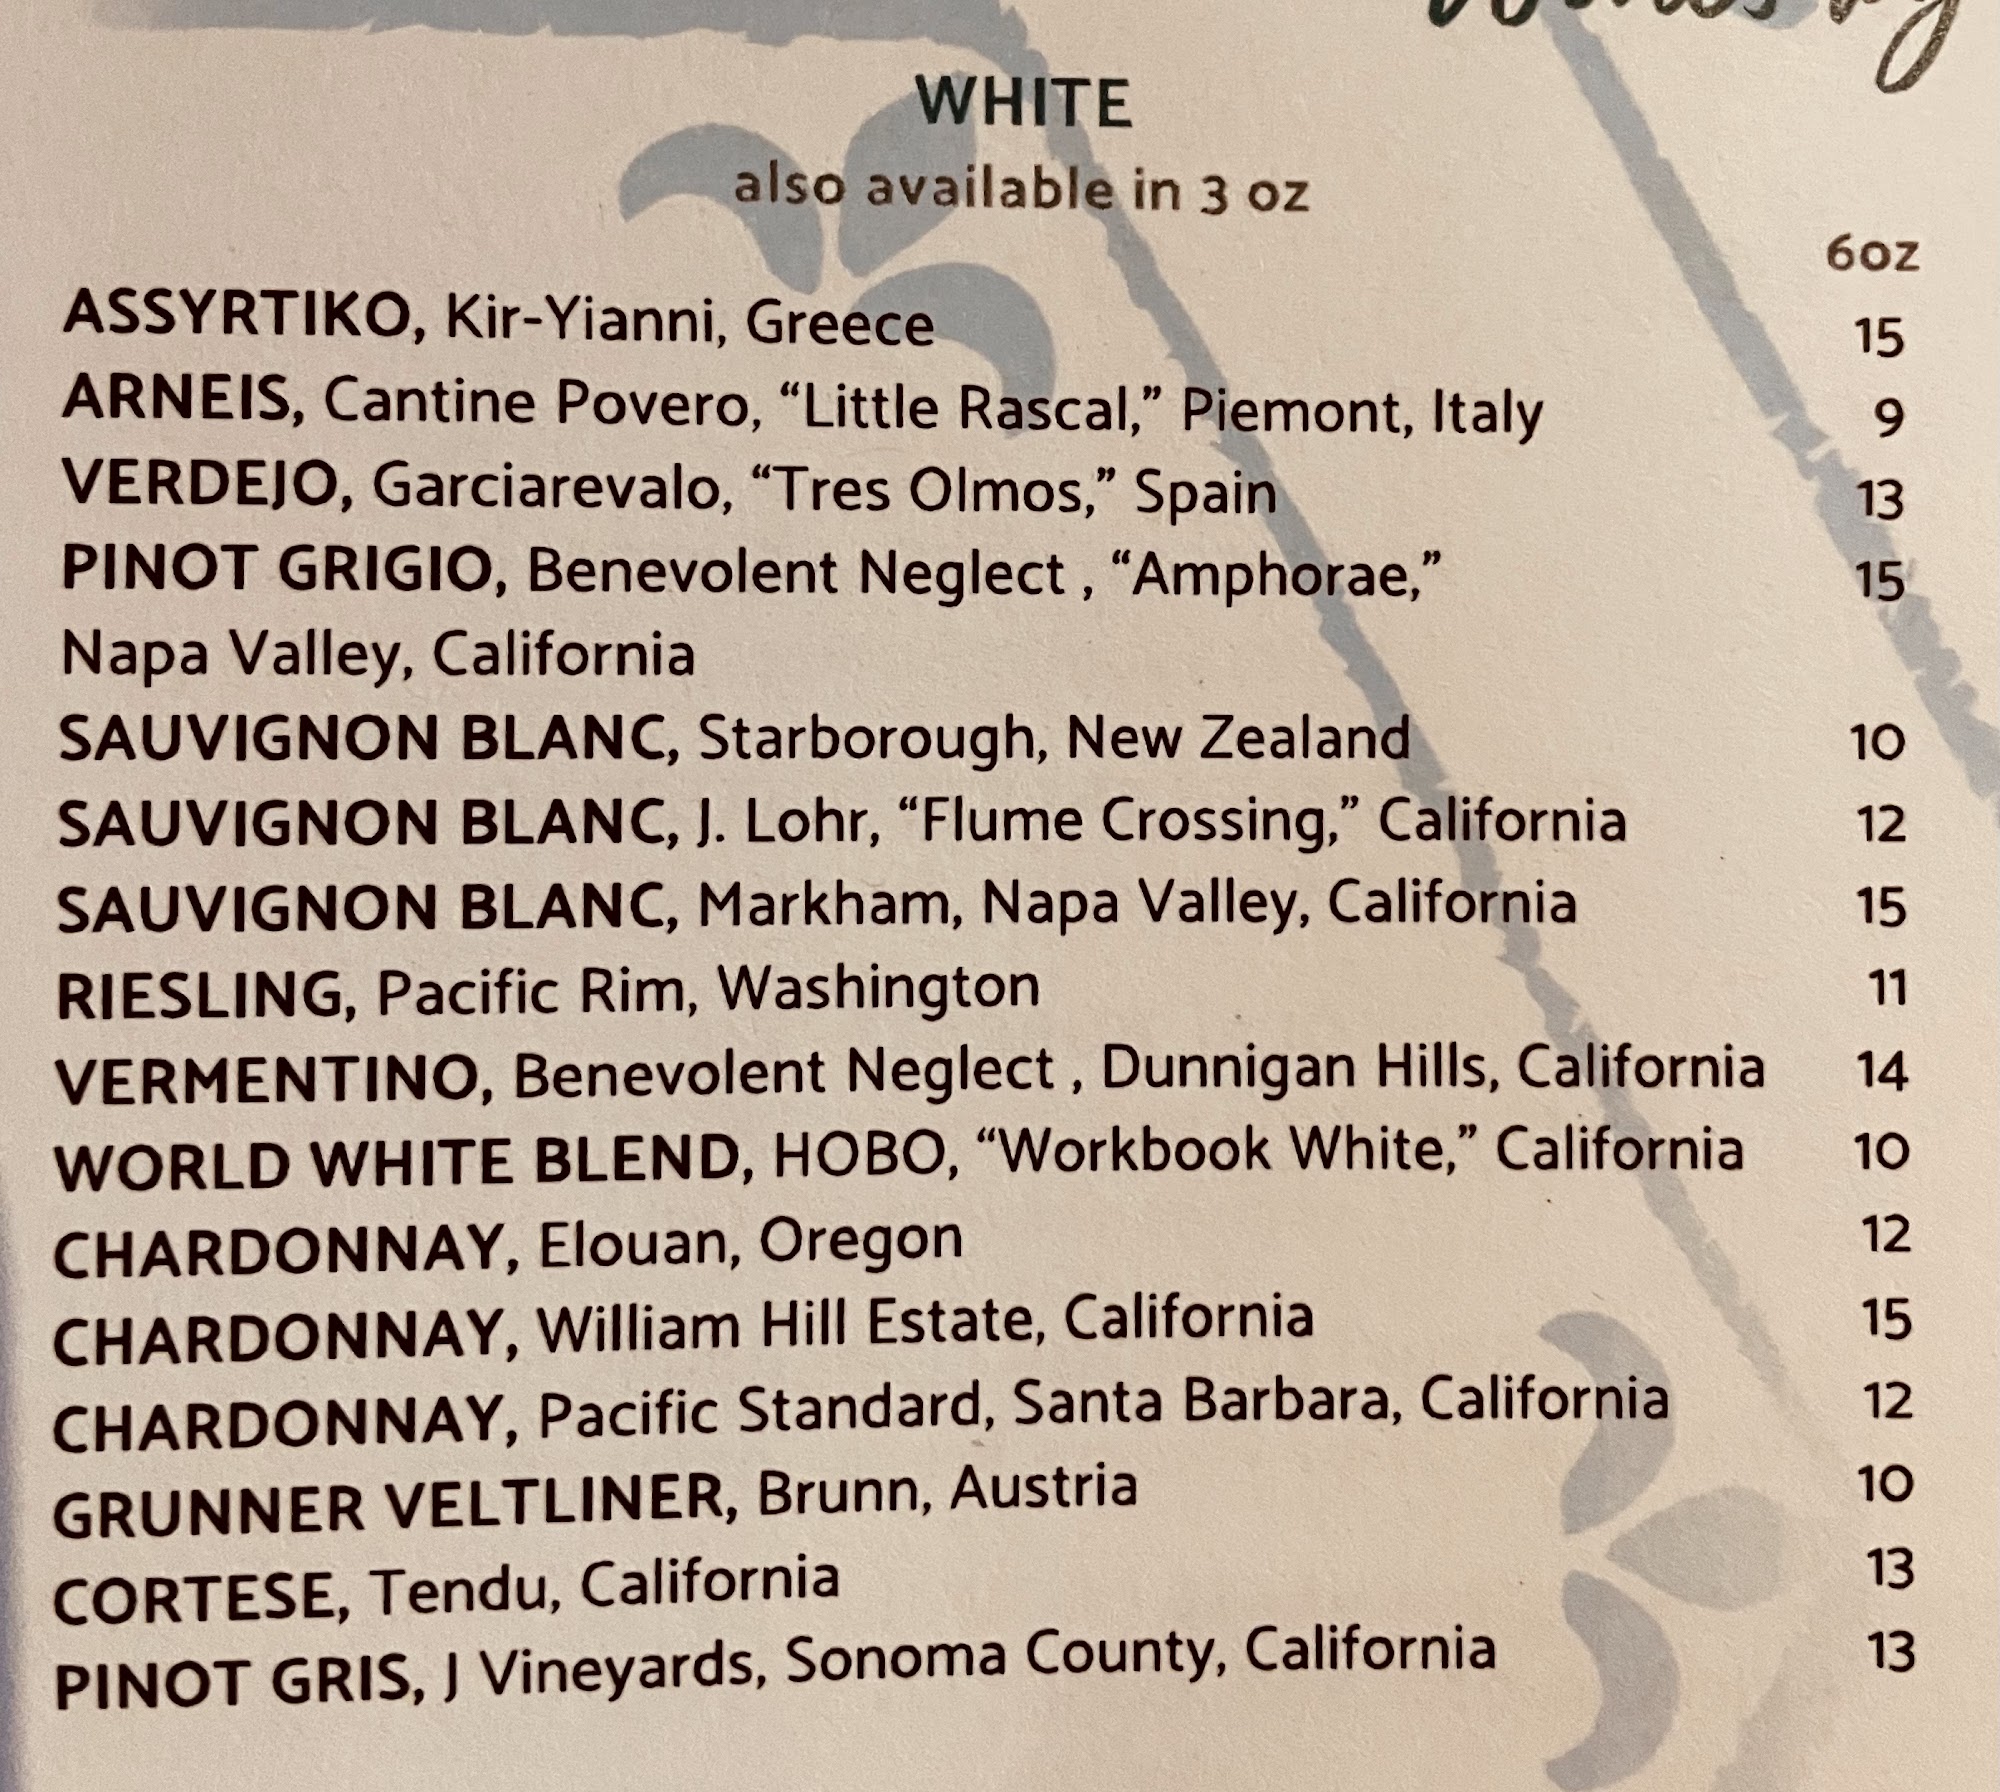 WHITE
also available in 3 oz
6oz
ASSYRTIKO, Kir-Yianni, Greece 15
ARNEIS, Cantine Povero, “Little Rascal,” Piemont, Italy 9
VERDEJO, Garciarevalo, “Tres Olmos,” Spain 13
PINOT GRIGIO, Benevolent Neglect , “Amphorae,” 15
Napa Valley, California
SAUVIGNON BLANC, Starborough, New Zealand 10
SAUVIGNON BLANC, J. Lohr, “Flume Crossing,” California 12
SAUVIGNON BLANC, Markham, Napa Valley, California 15
RIESLING, Pacific Rim, Washington 11
VERMENTINO, Benevolent Neglect , Dunnigan Hills, California 14
WORLD WHITE BLEND, HOBO, “Workbook White,” California 10
CHARDONNAY, Elouan, Oregon 12
CHARDONNAY, William Hill Estate, California 15
CHARDONNAY, Pacific Standard, Santa Barbara, California 12
GRUNNER VELTLINER, Brunn, Austria 10
CORTESE, Tendu, California 13
PINOT GRIS, J Vineyards, Sonoma County, California 13